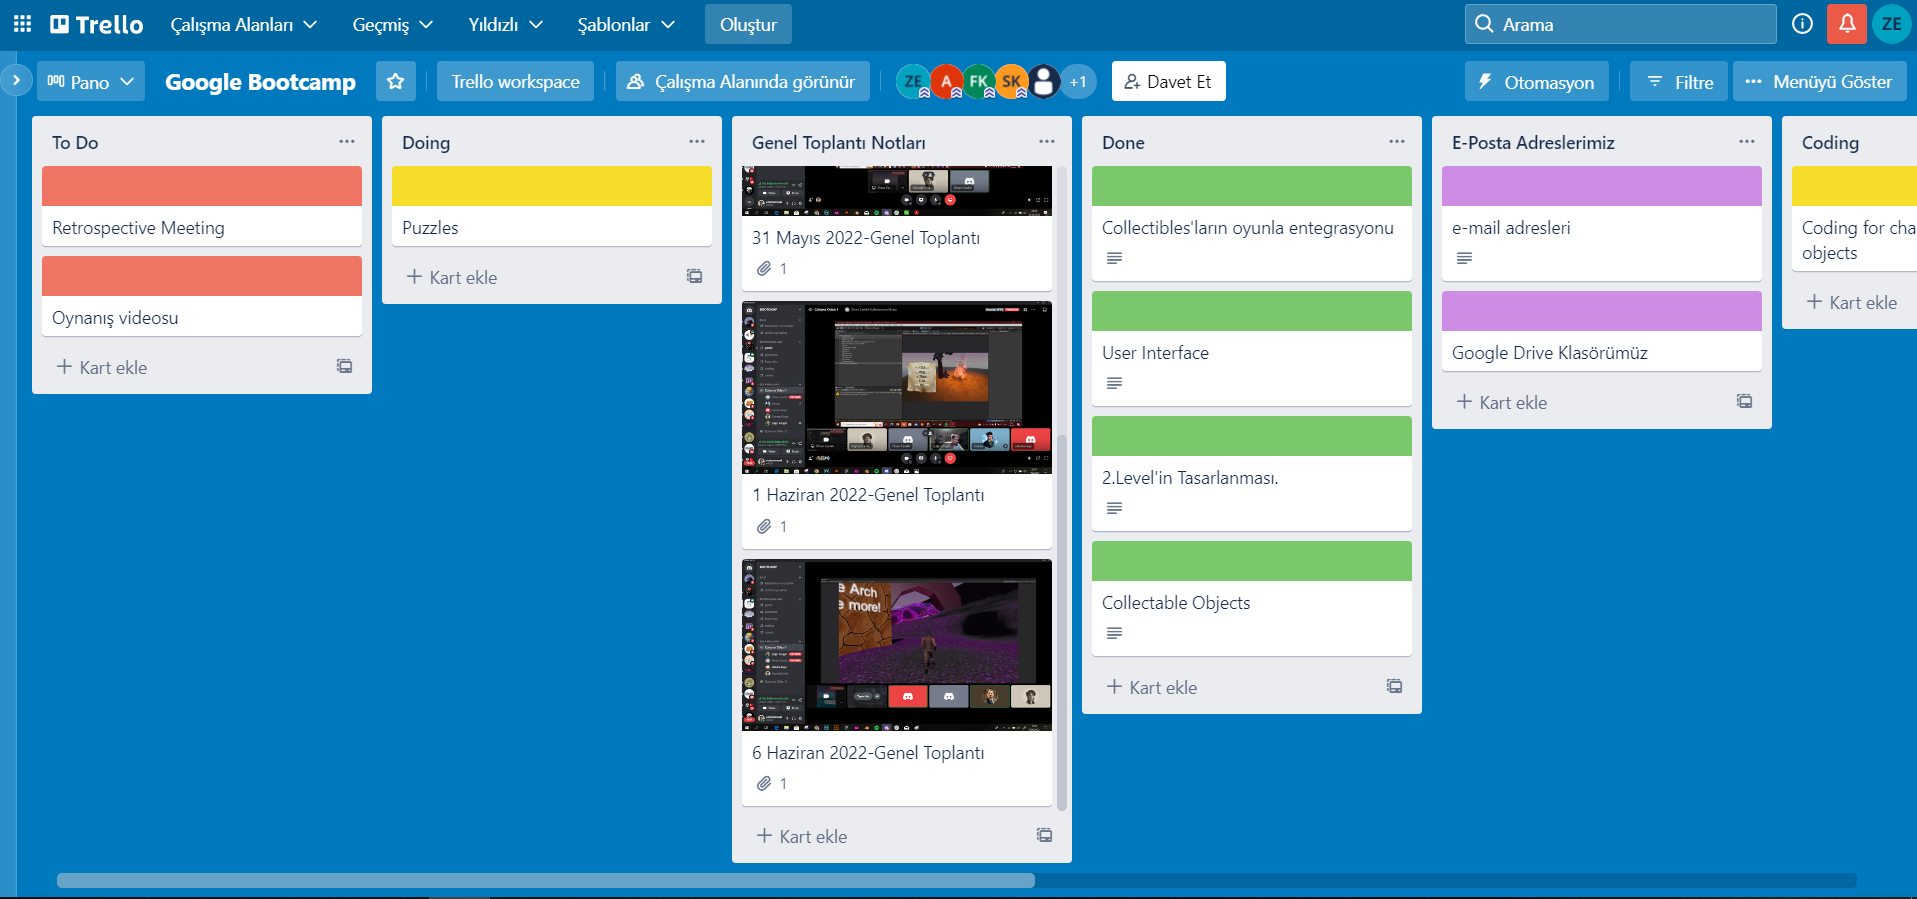 Trello
Çalışma Alanları
Geçmiş
Yıldızlı
Şablonlar
Oluştur
Arama
ZE
Pano
Google Bootcamp
Trello workspace
Çalışma Alanında görünür
ZE
A
FK
SK
+1
Davet Et
Otomasyon
Filtre
Menüyü Göster
To Do
Retrospective Meeting
Oynanış videosu
+ Kart ekle
Doing
Puzzles
+ Kart ekle
Genel Toplantı Notları
31 Mayıs 2022-Genel Toplantı
1
1 Haziran 2022-Genel Toplantı
1
e Arch
e more!
6 Haziran 2022-Genel Toplantı
1
+ Kart ekle
Done
Collectibles'ların oyunla entegrasyonu
User Interface
2.Level'in Tasarlanması.
Collectable Objects
+ Kart ekle
E-Posta Adreslerimiz
e-mail adresleri
Google Drive Klasörümüz
+ Kart ekle
Coding
Coding for cha
objects
+ Kart ekle